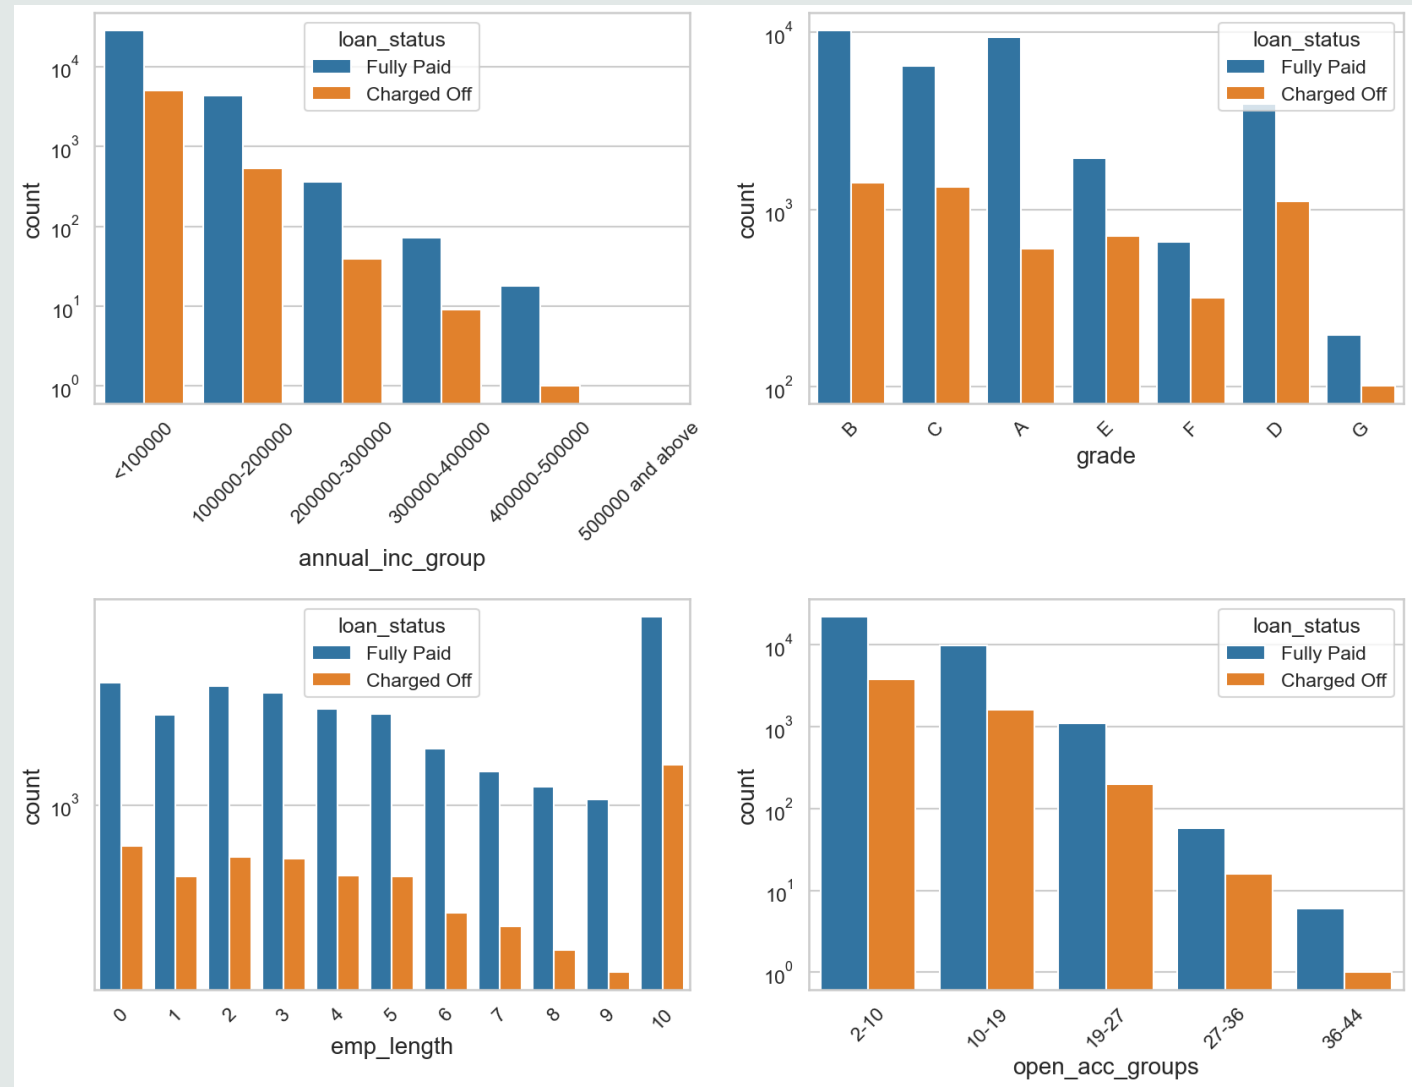 loan_status
Fully Paid
Charged Off
count
10^4
10^3
10^2
10^1
10^0
<100000
100000-200000
200000-300000
300000-400000
400000-500000
500000 and above
annual_inc_group
loan_status
Fully Paid
Charged Off
count
10^4
10^3
10^2
B
C
A
E
F
D
G
grade
loan_status
Fully Paid
Charged Off
count
10^3
0
1
2
3
4
5
6
7
8
9
10
emp_length
loan_status
Fully Paid
Charged Off
count
10^4
10^3
10^2
10^1
10^0
2-10
10-19
19-27
27-36
36-44
open_acc_groups